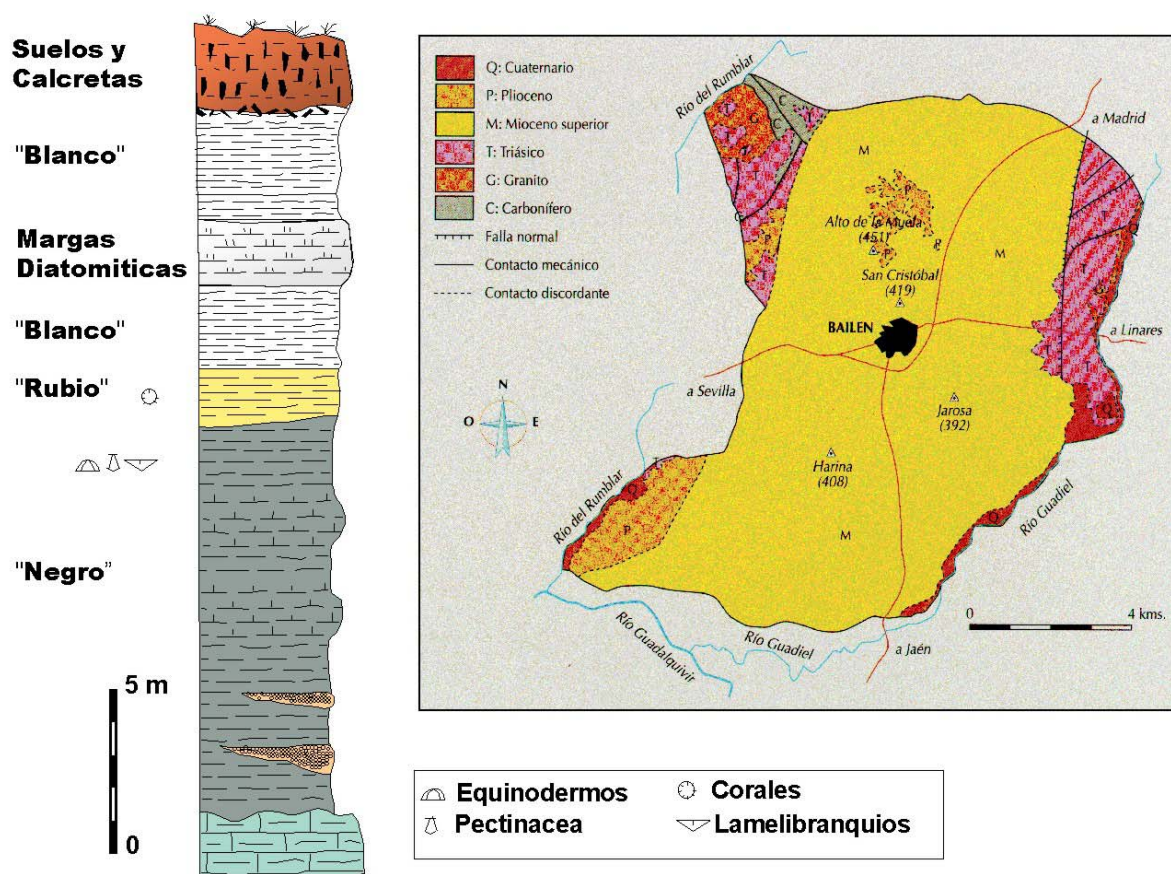 Suelos y
Calcretas
"Blanco"
Margas
Diatomiticas
"Blanco"
"Rubio"
"Negro"
5 m
0
Q: Cuaternario
P: Plioceno
M: Mioceno superior
T: Triásico
G: Granito
C: Carbonífero
Falla normal
Contacto mecánico
Contacto discordante
Río del Rumblar
a Madrid
T
G
C
C
C
T
T
T
T
G
P
T
M
P
Alto de la Muela
(451)
P
P
M
San Cristóbal
(419)
BAILEN
a Linares
a Sevilla
T
Q
G
T
T
T
Q
N
O
E
S
Jarosa
(392)
Harina
(408)
Río del Rumblar
T
Q
P
M
Q
Río Guadiel
0
4 kms.
Río Guadalquivir
Río Guadiel
a Jaén
Equinodermos
Corales
Pectinacea
Lamelibranquios